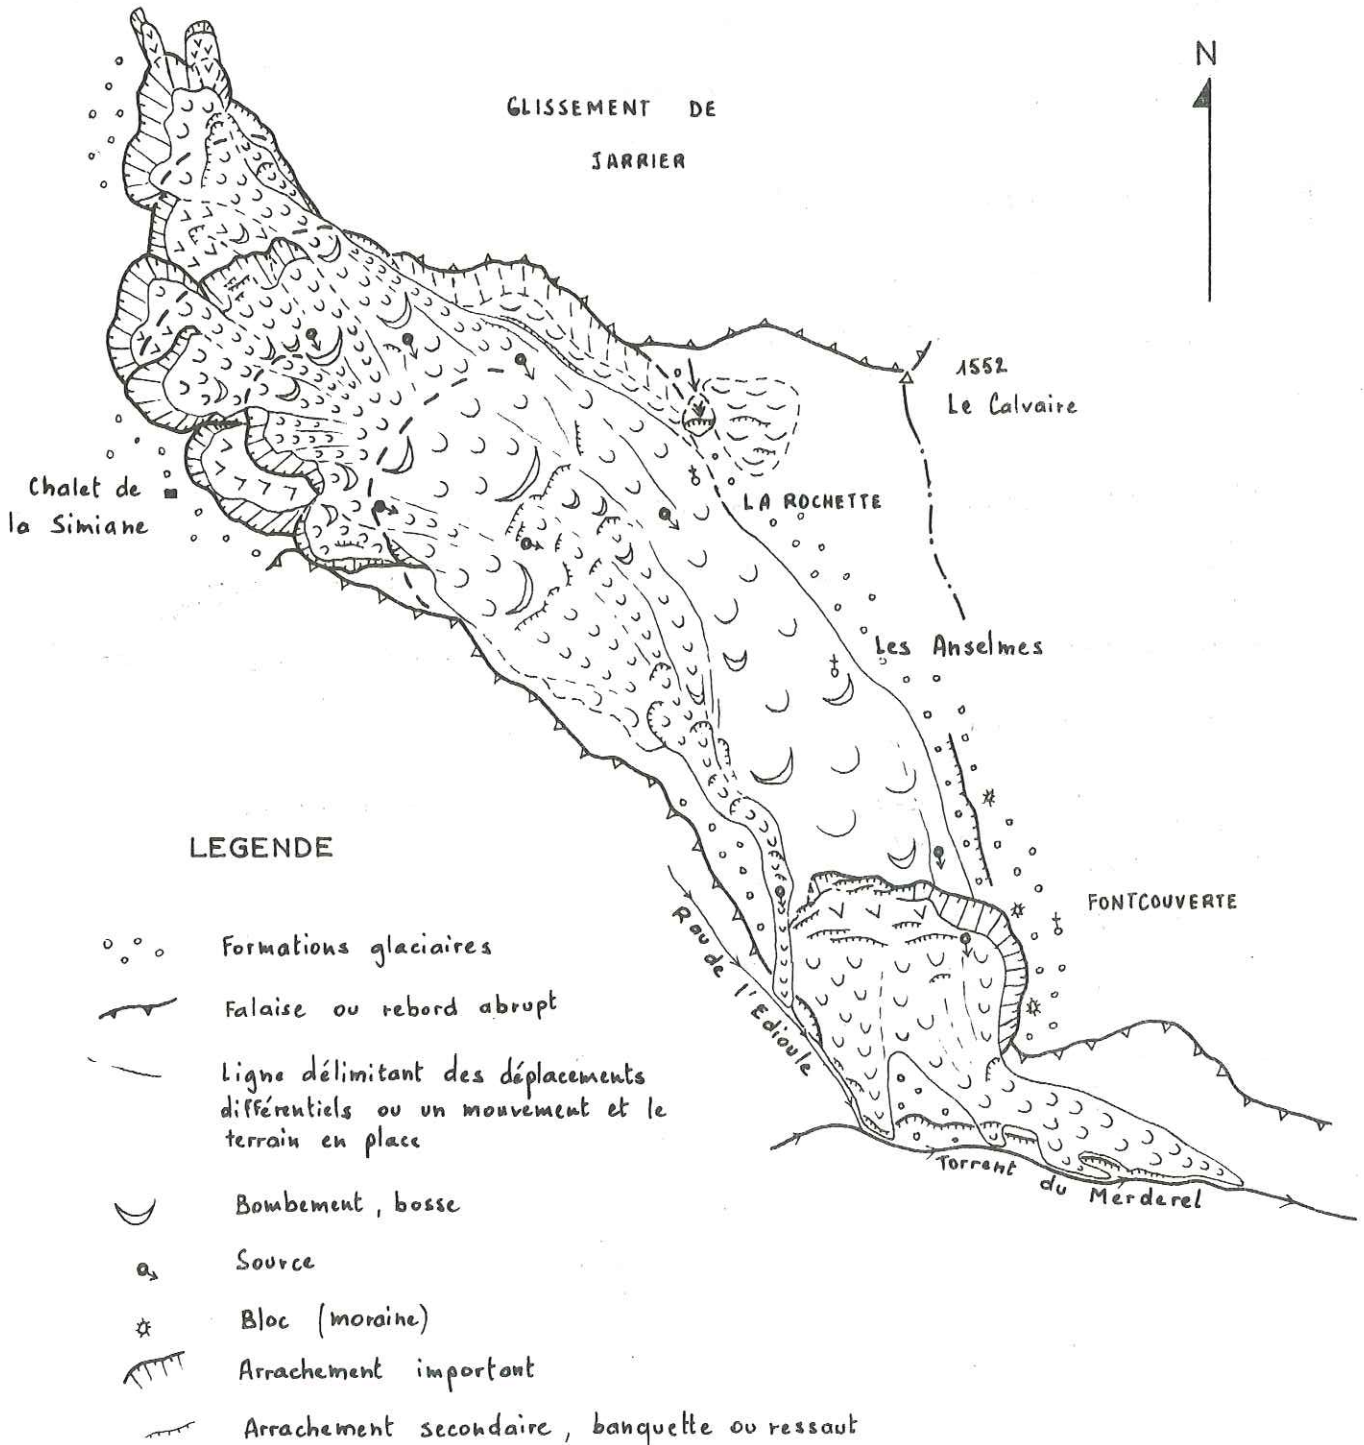 N
GLISSEMENT DE
JARRIER
1552
Le Calvaire
Chalet de
la Simiane
LA ROCHETTE
Les Anselmes
FONTCOUVERTE
Rau de l'Edioule
Torrent du Merderel
LEGENDE
Formations glaciaires
Falaise ou rebord abrupt
Ligne délimitant des déplacements
différentiels ou un mouvement et le
terrain en place
Bombement, bosse
Source
Bloc (moraine)
Arrachement important
Arrachement secondaire, banquette ou ressaut